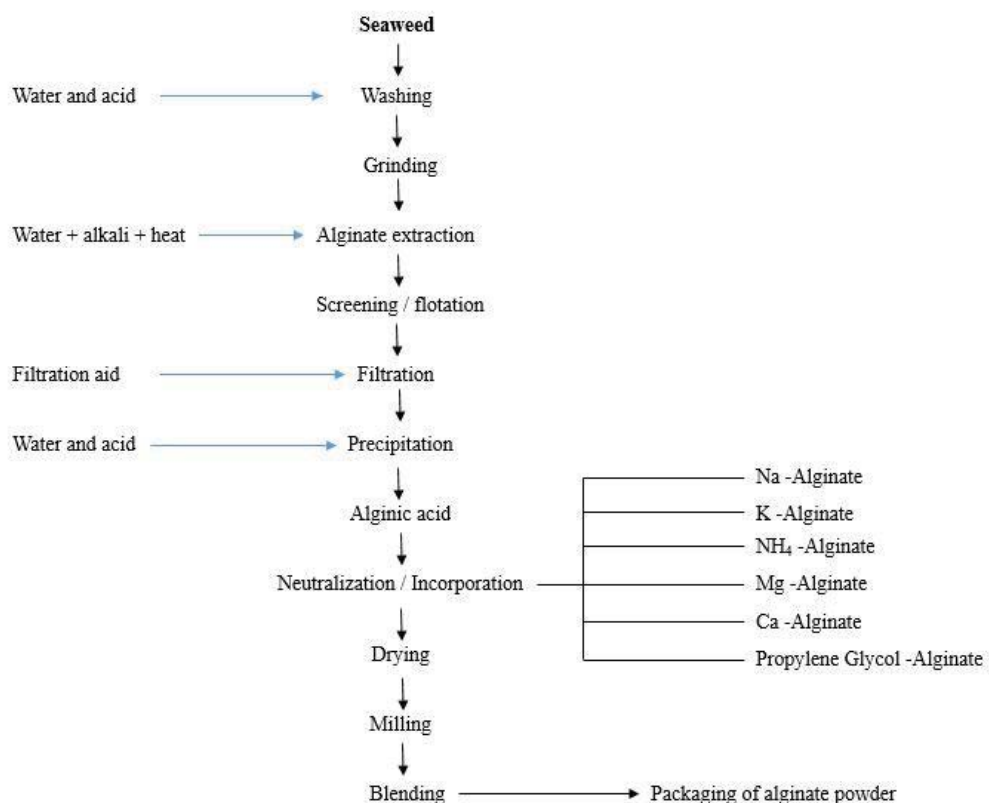 Seaweed
Water and acid
Washing
Grinding
Water + alkali + heat
Alginate extraction
Screening / flotation
Filtration aid
Filtration
Water and acid
Precipitation
Na -Alginate
Alginic acid
K -Alginate
NH₄ -Alginate
Neutralization / Incorporation
Mg -Alginate
Ca -Alginate
Drying
Propylene Glycol -Alginate
Milling
Blending
Packaging of alginate powder